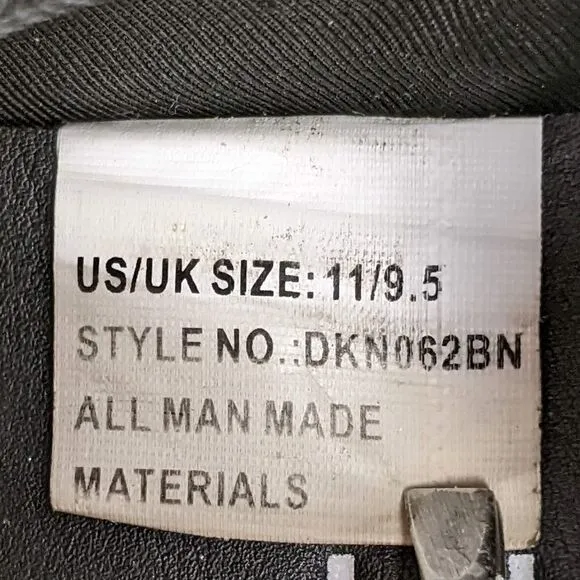 US/UK SIZE: 11/9.5
STYLE NO.:DKN062BN
ALL MAN MADE
MATERIALS